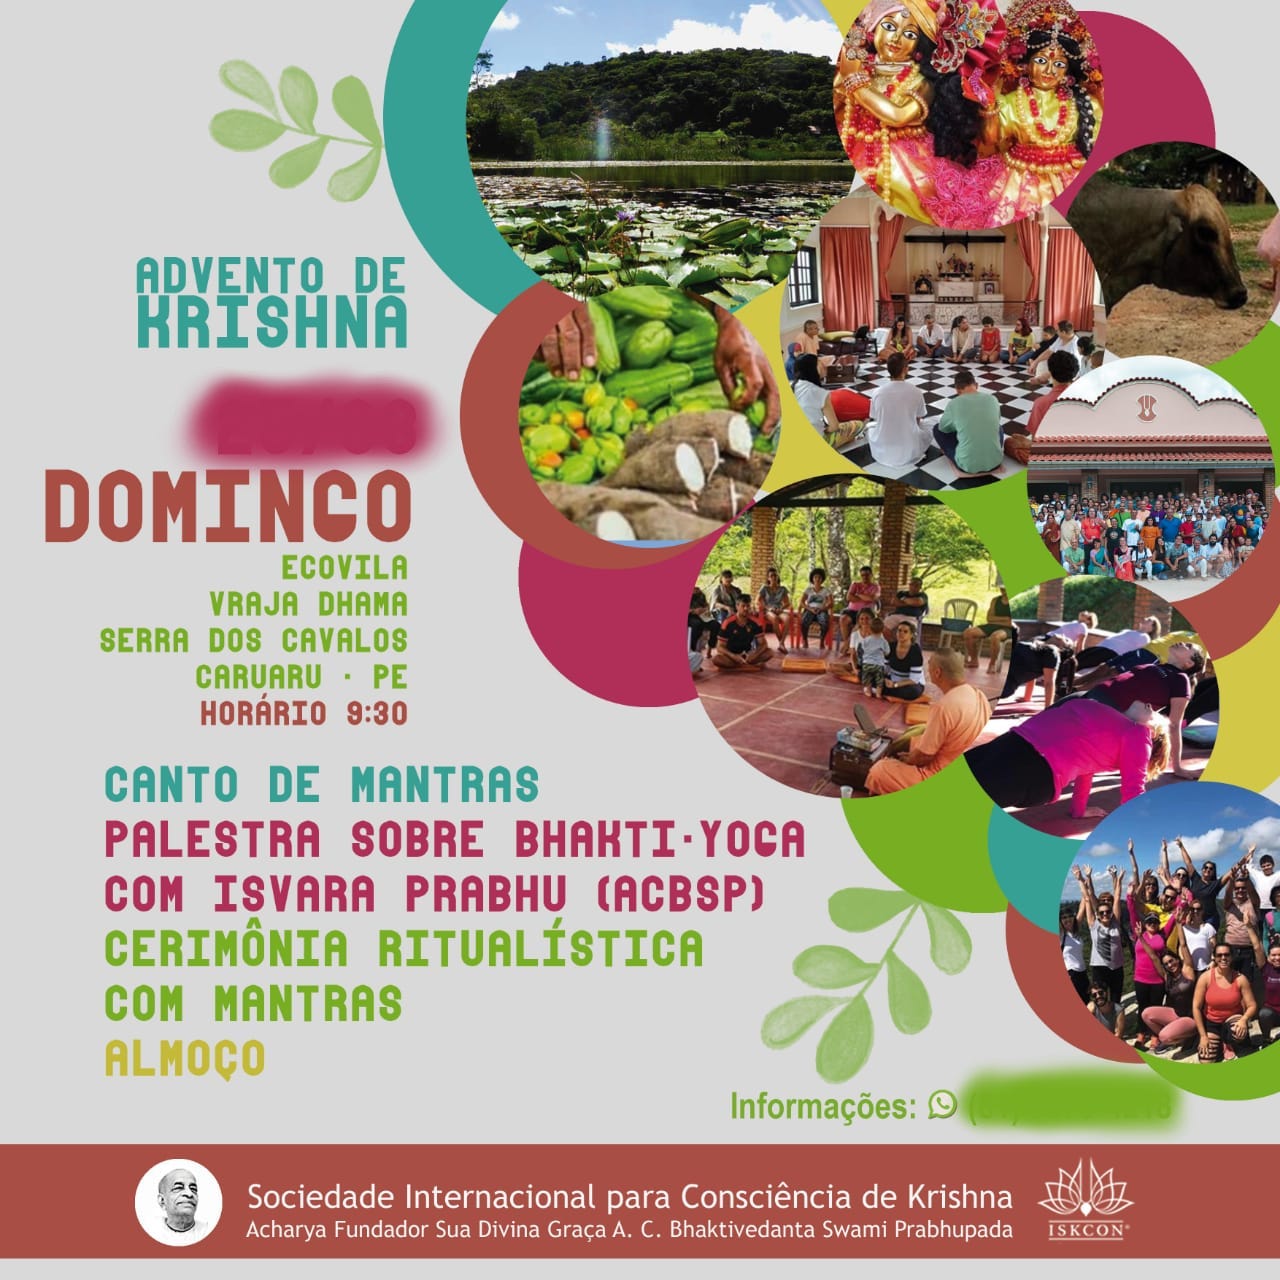 ADVENTO DE
KRISHNA
DOMINGO
ECOVILA
VRAJA DHAMA
SERRA DOS CAVALOS
CARUARU · PE
HORÁRIO 9:30
CANTO DE MANTRAS
PALESTRA SOBRE BHAKTI·YOGA
COM ISVARA PRABHU (ACBSP)
CERIMÔNIA RITUALÍSTICA
COM MANTRAS
ALMOÇO
Informações:
Sociedade Internacional para Consciência de Krishna
Acharya Fundador Sua Divina Graça A. C. Bhaktivedanta Swami Prabhupada
ISKCON®